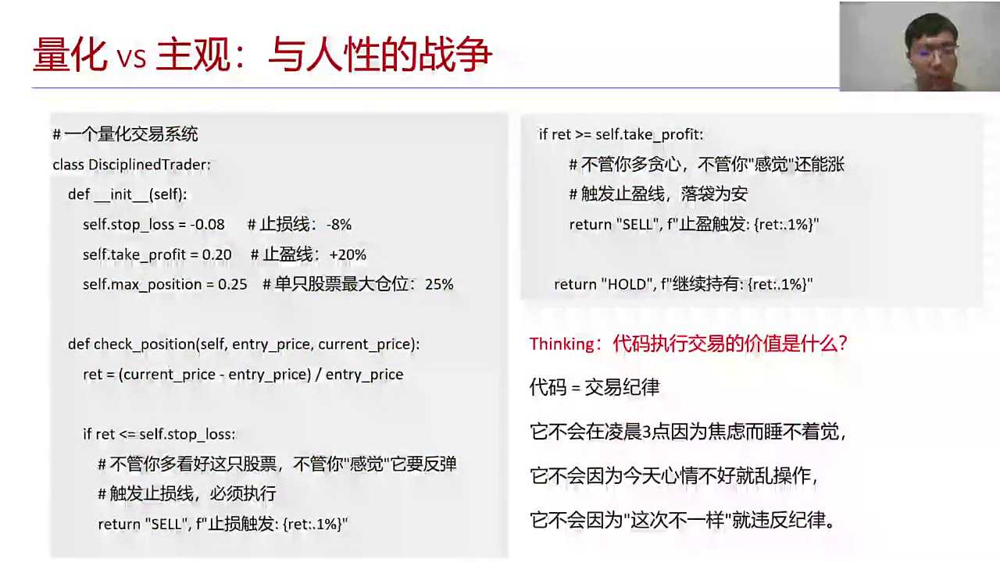 量化 vs 主观：与人性的战争
# 一个量化交易系统
class DisciplinedTrader:
def __init__(self):
self.stop_loss = -0.08 # 止损线：-8%
self.take_profit = 0.20 # 止盈线：+20%
self.max_position = 0.25 # 单只股票最大仓位：25%
def check_position(self, entry_price, current_price):
ret = (current_price - entry_price) / entry_price
if ret <= self.stop_loss:
# 不管你多看好这只股票，不管你"感觉"它要反弹
# 触发止损线，必须执行
return "SELL", f"止损触发: {ret:.1%}"
if ret >= self.take_profit:
# 不管你多贪心，不管你"感觉"还能涨
# 触发止盈线，落袋为安
return "SELL", f"止盈触发: {ret:.1%}"
return "HOLD", f"继续持有: {ret:.1%}"
Thinking：代码执行交易的价值是什么？
代码 = 交易纪律
它不会在凌晨3点因为焦虑而睡不着觉，
它不会因为今天心情不好就乱操作，
它不会因为"这次不一样"就违反纪律。